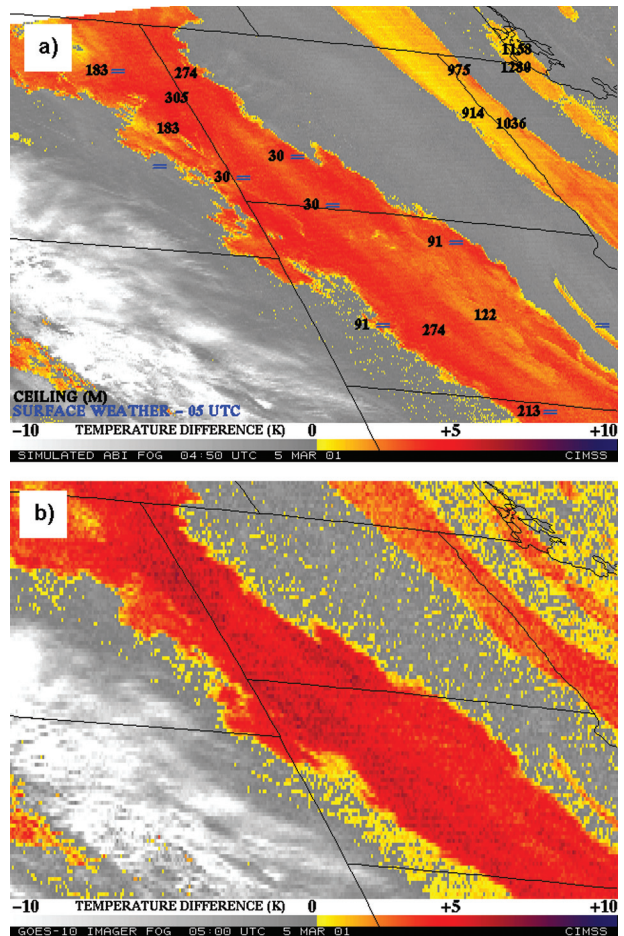 a)
1158
183
274
975
1280
305
914
1036
183
30
30
30
91
122
91
274
CEILING (M)
SURFACE WEATHER - 05 UTC
213
-10 TEMPERATURE DIFFERENCE (K) 0 +5 +10
SIMULATED ABI FOG 04:50 UTC 5 MAR 01 CIMSS
b)
-10 TEMPERATURE DIFFERENCE (K) 0 +5 +10
GOES-10 IMAGER FOG 05:00 UTC 5 MAR 01 CIMSS